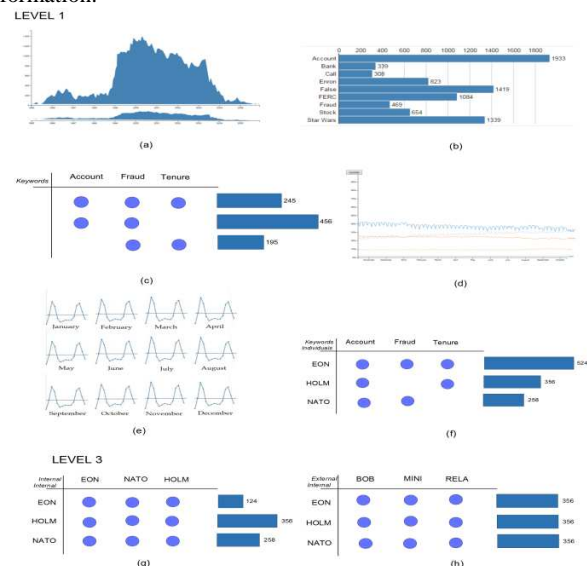 formation.
LEVEL 1
(a)
0 200 400 600 800 1000 1200 1400 1600 1800
Account 1933
Bank 339
Call 308
Enron 823
False 1419
FERC 1084
Fraud 469
Stock 654
Star Wars 1339
(b)
Keywords Account Fraud Tenure
245
456
195
(c)
(d)
January February March April
May June July August
September October November December
(e)
Keywords Individuals Account Fraud Tenure
EON 524
HOLM 356
NATO 258
(f)
LEVEL 3
Internal Internal EON NATO HOLM
EON 124
HOLM 356
NATO 258
(g)
External Internal BOB MINI RELA
EON 356
HOLM 356
NATO 356
(h)